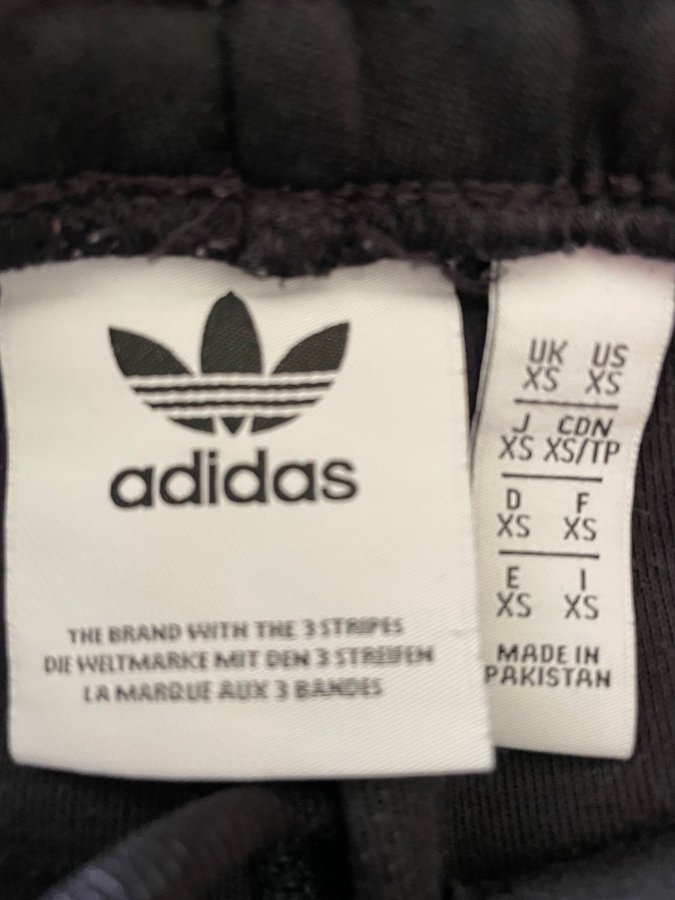 adidas
THE BRAND WITH THE 3 STRIPES
DIE WELTMARKE MIT DEN 3 STREIFEN
LA MARQUE AUX 3 BANDES
UK US
XS XS
J CDN
XS XS/TP
D F
XS XS
E I
XS XS
MADE IN
PAKISTAN